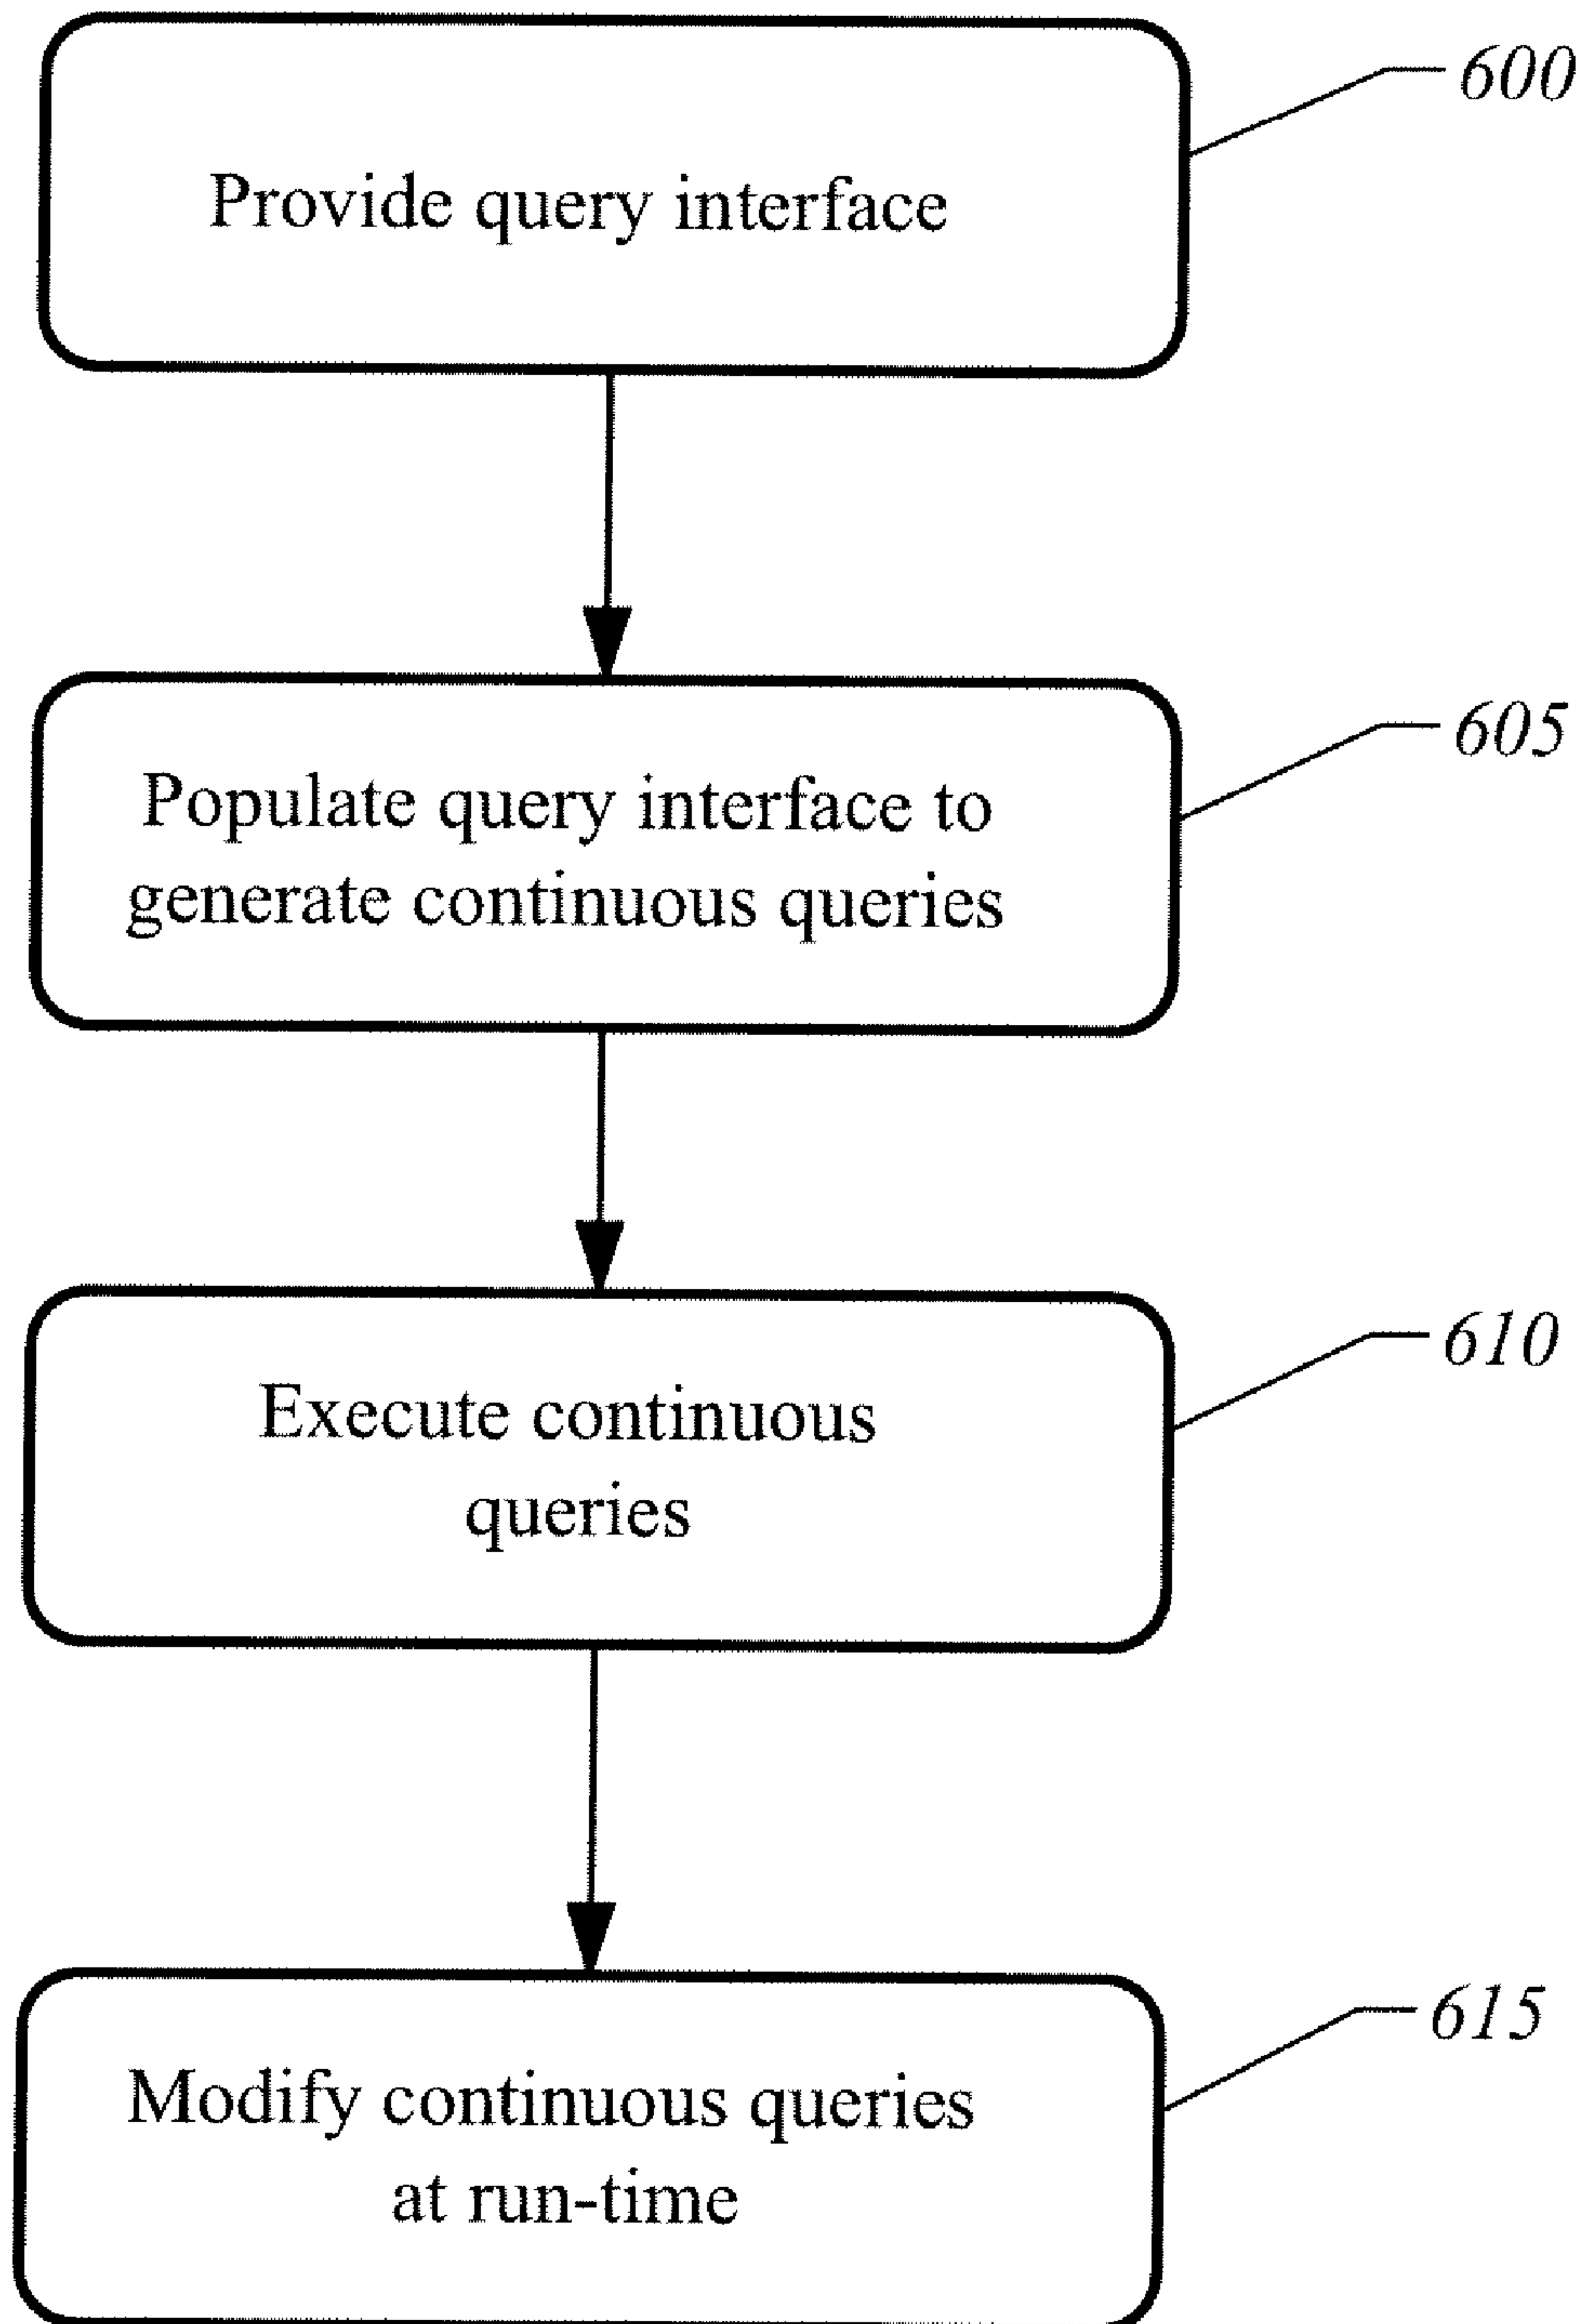 Provide query interface
600
Populate query interface to
generate continuous queries
605
Execute continuous
queries
610
Modify continuous queries
at run-time
615